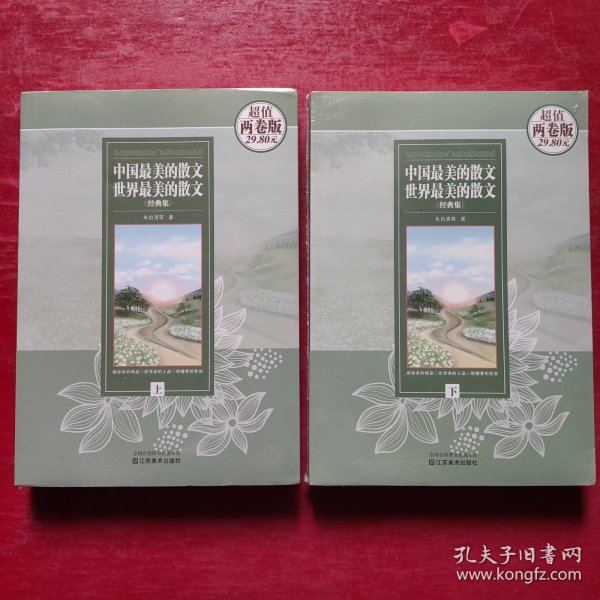 超值
两卷版
29.80元
中国最美的散文
世界最美的散文
《经典集》
朱自清等 著
上
江苏美术出版社
超值
两卷版
29.80元
中国最美的散文
世界最美的散文
《经典集》
朱自清等 著
下
江苏美术出版社
孔夫子旧书网
www.kongfz.com